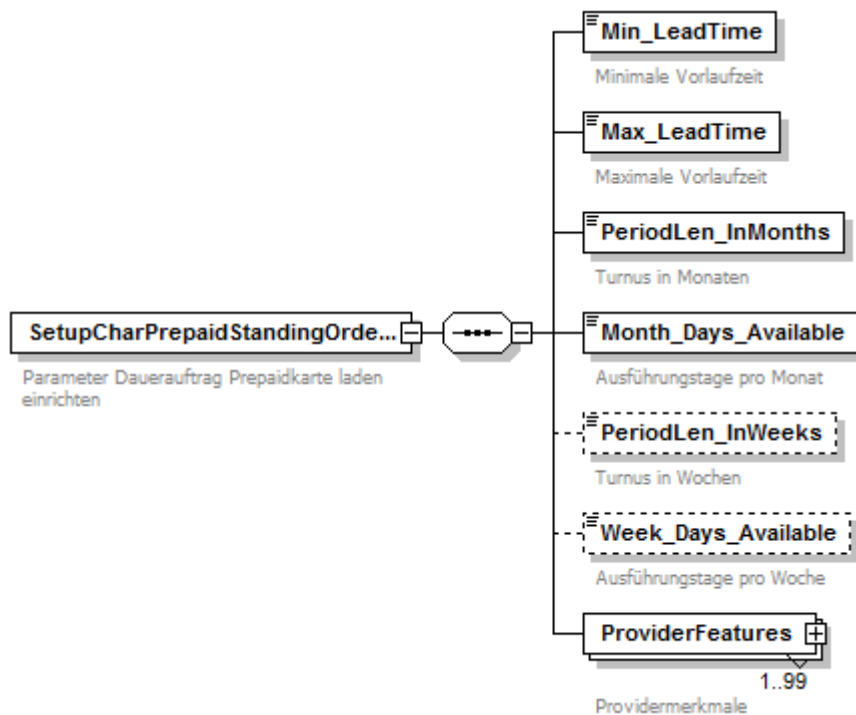 Min_LeadTime
Minimale Vorlaufzeit
Max_LeadTime
Maximale Vorlaufzeit
PeriodLen_InMonths
Turnus in Monaten
SetupCharPrepaidStandingOrde...
Parameter Dauerauftrag Prepaidkarte laden
einrichten
Month_Days_Available
Ausführungstage pro Monat
PeriodLen_InWeeks
Turnus in Wochen
Week_Days_Available
Ausführungstage pro Woche
ProviderFeatures
1..99
Providermerkmale